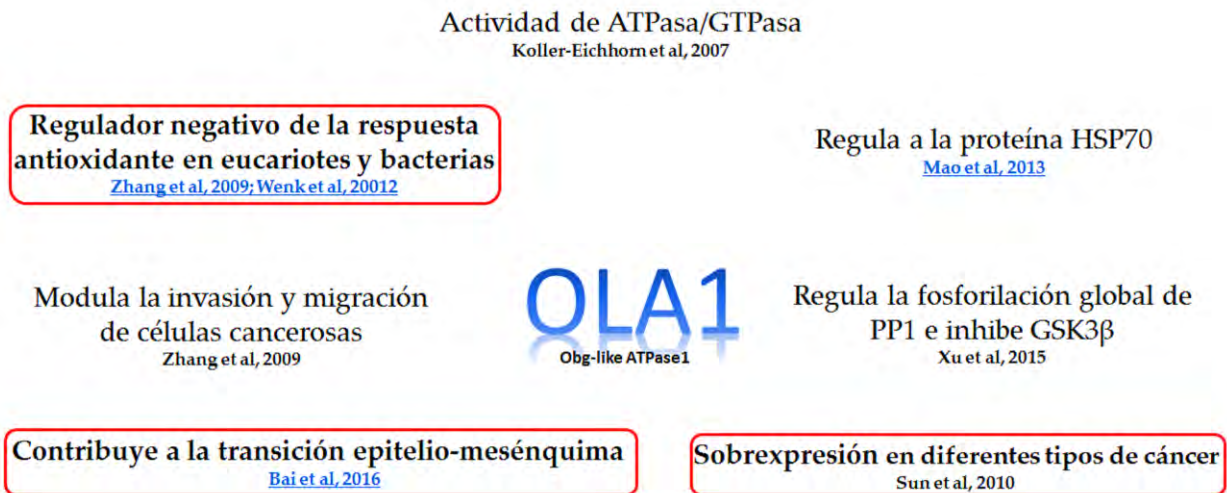 Actividad de ATPasa/GTPasa
Koller-Eichhorn et al, 2007
Regulador negativo de la respuesta
antioxidante en eucariotes y bacterias
Zhang et al, 2009; Wenk et al, 20012
Regula a la proteína HSP70
Mao et al, 2013
Modula la invasión y migración
de células cancerosas
Zhang et al, 2009
OLA1
Obg-like ATPase1
Regula la fosforilación global de
PP1 e inhibe GSK3β
Xu et al, 2015
Contribuye a la transición epitelio-mesénquima
Bai et al, 2016
Sobrexpresión en diferentes tipos de cáncer
Sun et al, 2010